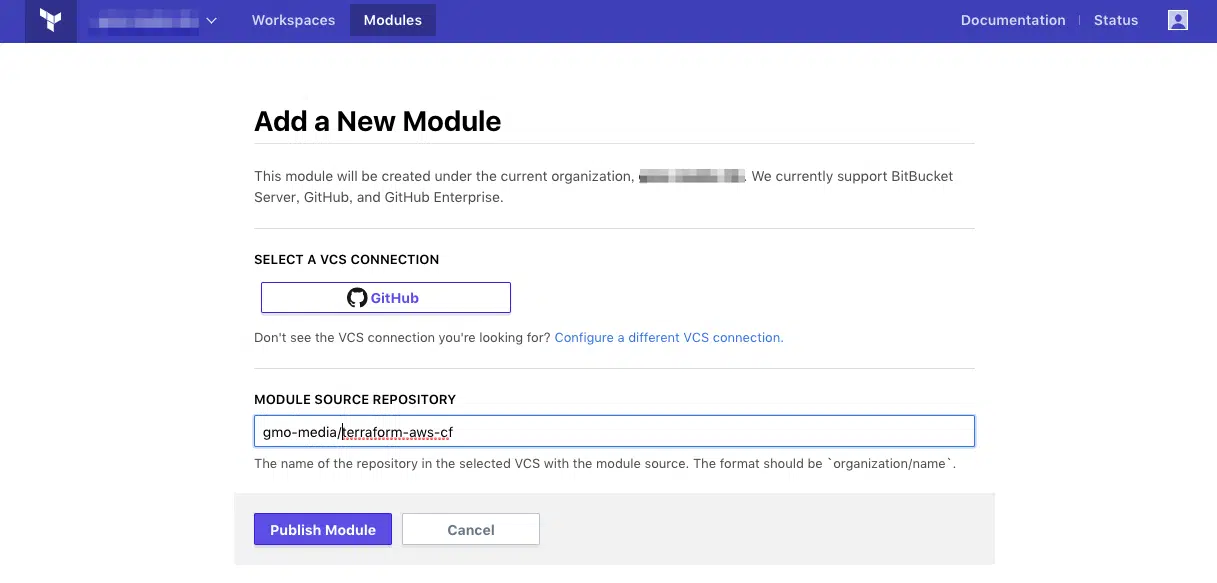 Workspaces Modules Documentation Status
Add a New Module
This module will be created under the current organization, . We currently support BitBucket
Server, GitHub, and GitHub Enterprise.
SELECT A VCS CONNECTION
GitHub
Don't see the VCS connection you're looking for? Configure a different VCS connection.
MODULE SOURCE REPOSITORY
gmo-media/terraform-aws-cf
The name of the repository in the selected VCS with the module source. The format should be `organization/name`.
Publish Module Cancel